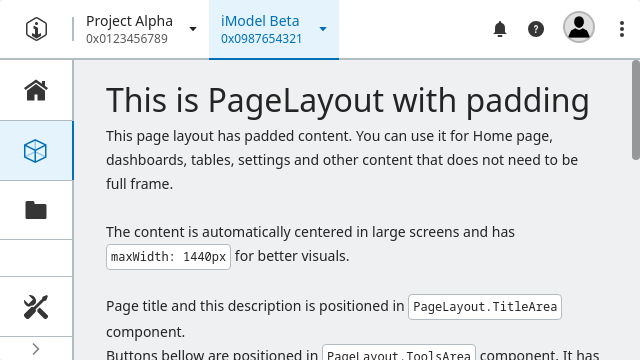 Project Alpha
0x0123456789
iModel Beta
0x0987654321
This is PageLayout with padding
This page layout has padded content. You can use it for Home page,
dashboards, tables, settings and other content that does not need to be
full frame.
The content is automatically centered in large screens and has
maxWidth: 1440px for better visuals.
Page title and this description is positioned in PageLayout.TitleArea
component.
Buttons bellow are positioned in PageLayout.ToolsArea component. It has